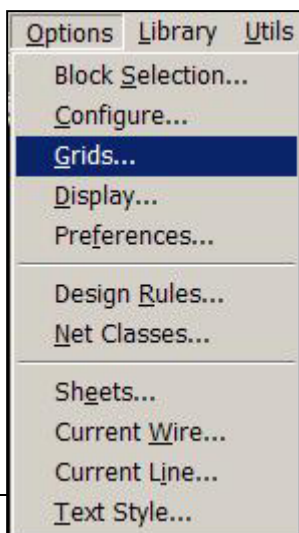 Options Library Utils
Block Selection...
Configure...
Grids...
Display...
Preferences...
Design Rules...
Net Classes...
Sheets...
Current Wire...
Current Line...
Text Style...